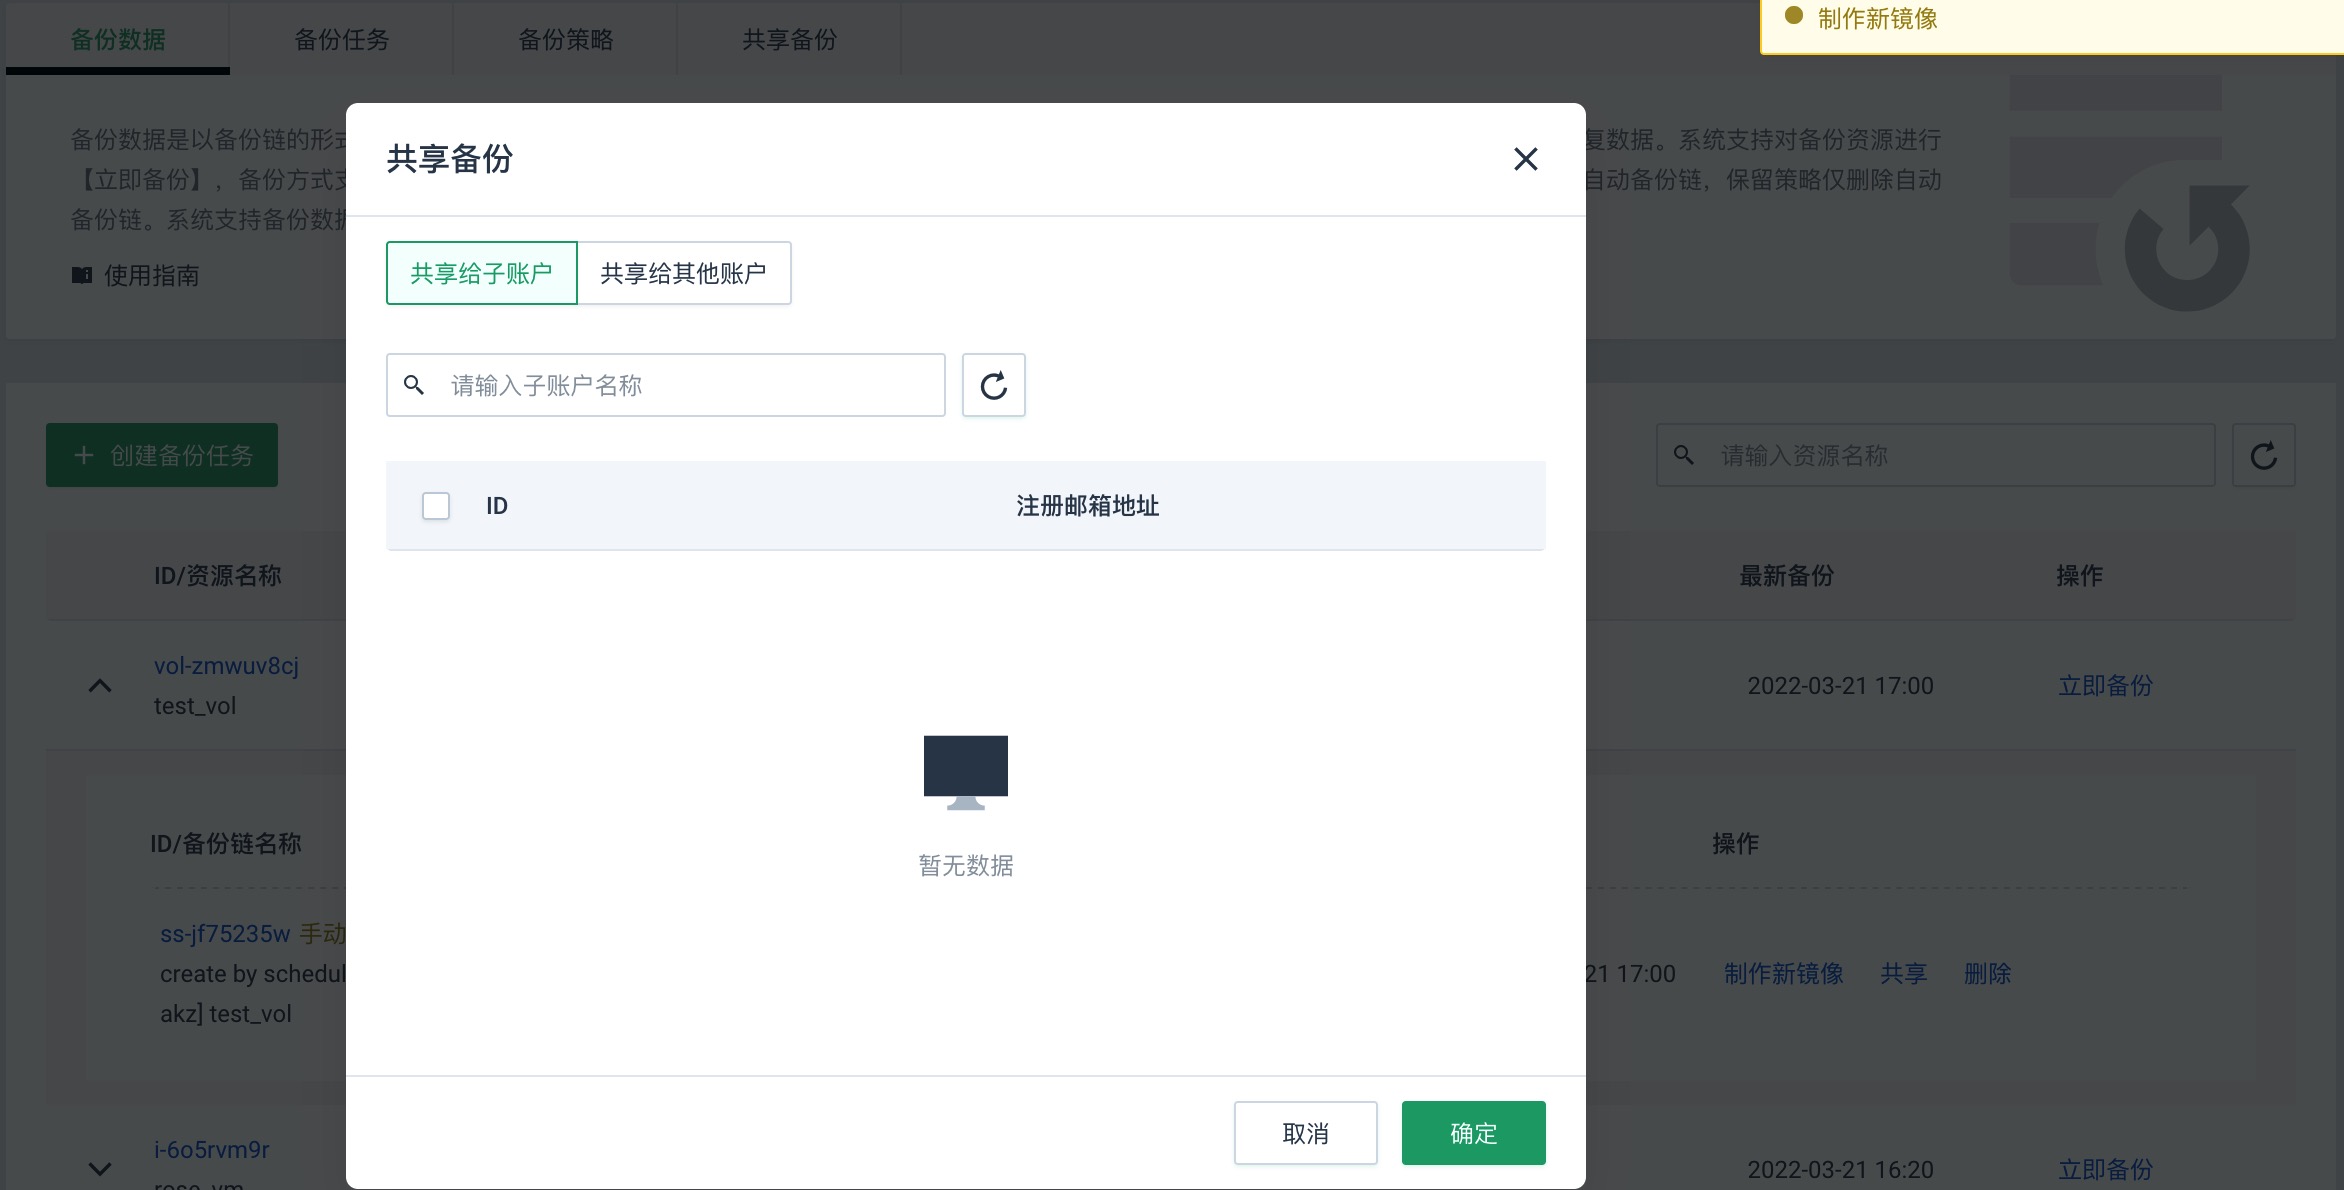 备份数据
备份任务
备份策略
共享备份
制作新镜像
备份数据是以备份链的形
复数据。系统支持对备份资源进行
【立即备份】，备份方式
自动备份链，保留策略仅删除自动
备份链。系统支持备份数
使用指南
共享备份
共享给子账户
共享给其他账户
请输入子账户名称
ID
注册邮箱地址
暂无数据
取消
确定
创建备份任务
请输入资源名称
ID/资源名称
最新备份
操作
vol-zmwuv8cj
test_vol
2022-03-21 17:00
立即备份
ID/备份链名称
操作
ss-jf75235w 手动
create by schedul
akz] test_vol
21 17:00
制作新镜像
共享
删除
i-6o5rvm9r
2022-03-21 16:20
立即备份